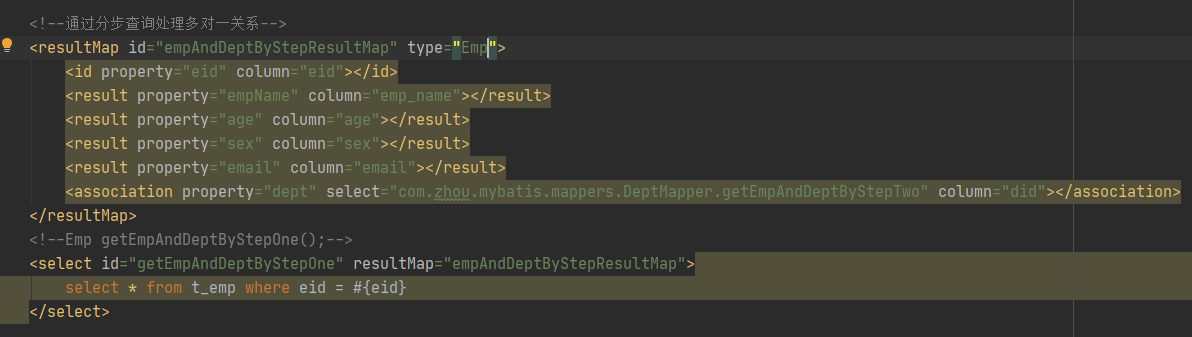 <!--通过分步查询处理多对一关系-->
<resultMap id="empAndDeptByStepResultMap" type="Emp">
<id property="eid" column="eid"></id>
<result property="empName" column="emp_name"></result>
<result property="age" column="age"></result>
<result property="sex" column="sex"></result>
<result property="email" column="email"></result>
<association property="dept" select="com.zhou.mybatis.mappers.DeptMapper.getEmpAndDeptByStepTwo" column="did"></association>
</resultMap>
<!--Emp getEmpAndDeptByStepOne();-->
<select id="getEmpAndDeptByStepOne" resultMap="empAndDeptByStepResultMap">
select * from t_emp where eid = #{eid}
</select>